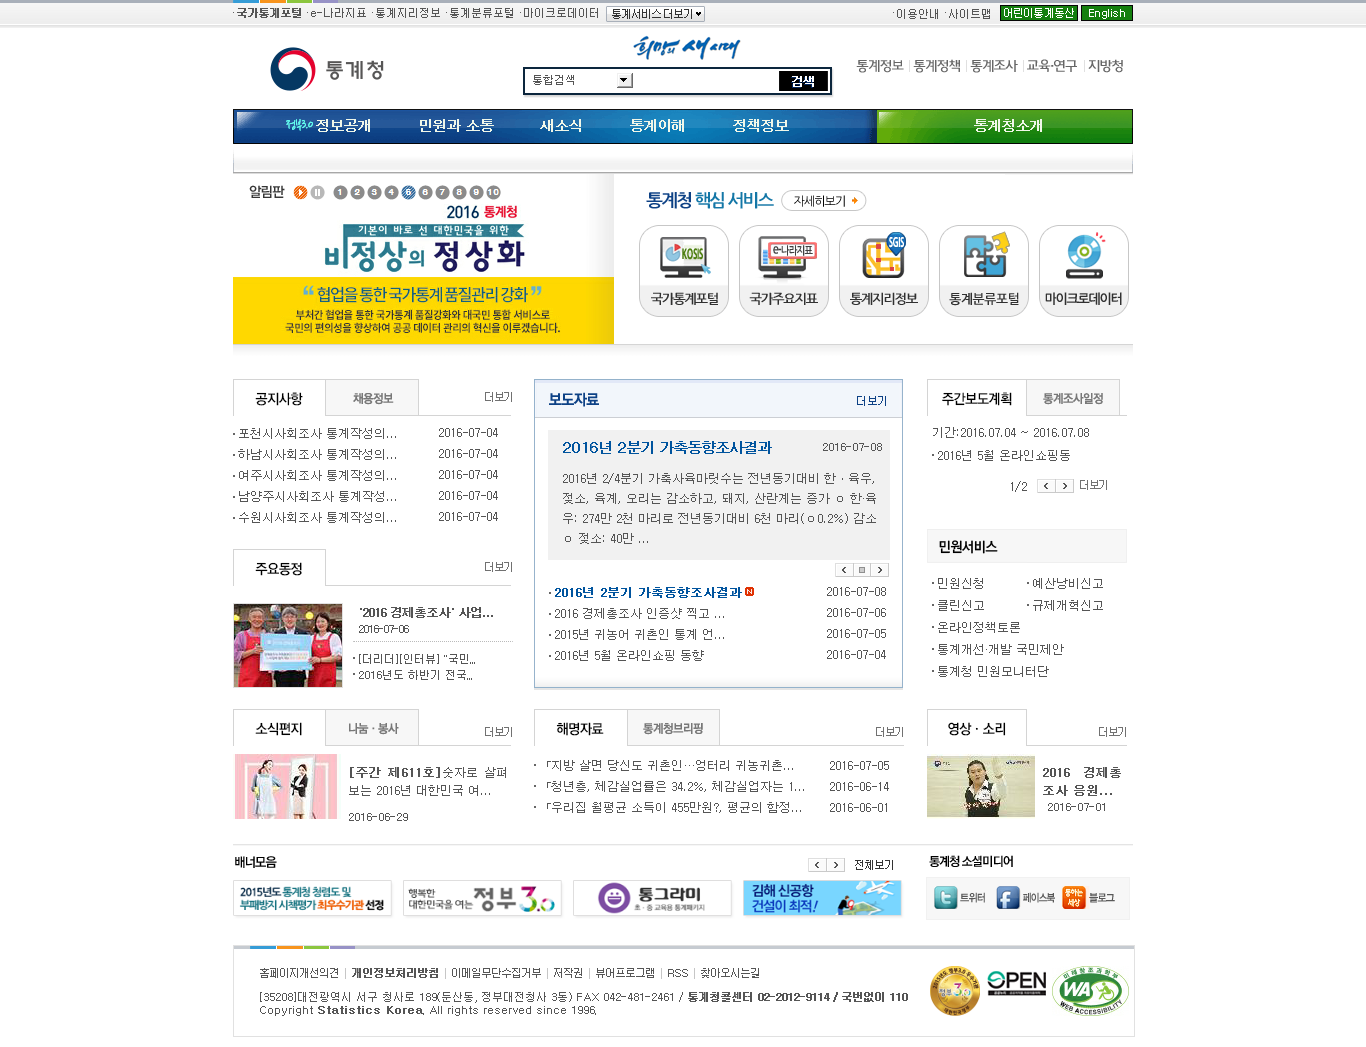 ·국가통계포털 ·e-나라지표 ·통계지리정보 ·통계분류포털 ·마이크로데이터 통계서비스 더보기
·이용안내 ·사이트맵 어린이통계동산 English
통계청
희망의 새 시대
통합검색 검색
통계정보 통계정책 통계조사 교육·연구 지방청
정부3.0 정보공개 민원과 소통 새소식 통계이해 정책정보 통계청소개
알림판 1 2 3 4 5 6 7 8 9 10
2016 통계청
기본이 바로 선 대한민국을 위한
비정상의 정상화
“ 협업을 통한 국가통계 품질관리 강화 ”
부처간 협업을 통한 국가통계 품질강화와 대국민 통합 서비스로
국민의 편의성을 향상하여 공공 데이터 관리의 혁신을 이루겠습니다.
통계청 핵심 서비스 자세히보기
KOSIS e-나라지표 SGIS
국가통계포털 국가주요지표 통계지리정보 통계분류포털 마이크로데이터
공지사항 채용정보 더보기
·포천시사회조사 통계작성의... 2016-07-04
·하남시사회조사 통계작성의... 2016-07-04
·여주시사회조사 통계작성의... 2016-07-04
·남양주시사회조사 통계작성... 2016-07-04
·수원시사회조사 통계작성의... 2016-07-04
주요동정 더보기
'2016 경제총조사' 사업...
2016-07-06
·[더리더][인터뷰] "국민...
·2016년도 하반기 전국...
보도자료 더보기
2016년 2분기 가축동향조사결과 2016-07-08
2016년 2/4분기 가축사육마릿수는 전년동기대비 한ㆍ육우,
젖소, 육계, 오리는 감소하고, 돼지, 산란계는 증가 ㅇ 한·육
우: 274만 2천 마리로 전년동기대비 6천 마리(ㅇ0.2%) 감소
ㅇ 젖소: 40만 ...
·2016년 2분기 가축동향조사결과 N 2016-07-08
·2016 경제총조사 인증샷 찍고 ... 2016-07-06
·2015년 귀농어 귀촌인 통계 언... 2016-07-05
·2016년 5월 온라인쇼핑 동향 2016-07-04
주간보도계획 통계조사일정
기간:2016.07.04 ~ 2016.07.08
·2016년 5월 온라인쇼핑동
1/2 더보기
민원서비스
·민원신청 ·예산낭비신고
·클린신고 ·규제개혁신고
·온라인정책토론
·통계개선·개발 국민제안
·통계청 민원모니터단
소식편지 나눔ㆍ봉사 더보기
[주간 제611호]숫자로 살펴
보는 2016년 대한민국 여...
2016-06-29
해명자료 통계청브리핑 더보기
·「지방 살면 당신도 귀촌인…엉터리 귀농귀촌... 2016-07-05
·「청년층, 체감실업률은 34.2%, 체감실업자는 1... 2016-06-14
·「우리집 월평균 소득이 455만원?, 평균의 함정... 2016-06-01
영상ㆍ소리 더보기
2016 경제총
조사 응원...
2016-07-01
배너모음 전체보기
2015년도 통계청 청렴도 및
부패방지 시책평가 최우수기관 선정
행복한
대한민국을 여는 정부 3.0
통그라미
초·중 교육용 통계패키지
김해 신공항
건설이 최적!
통계청 소셜미디어
트위터 페이스북 통하는 세상 블로그
홈페이지개선의견 | 개인정보처리방침 | 이메일무단수집거부 | 저작권 | 뷰어프로그램 | RSS | 찾아오시는길
[35208]대전광역시 서구 청사로 189(둔산동, 정부대전청사 3동) FAX 042-481-2461 / 통계청콜센터 02-2012-9114 / 국번없이 110
Copyright Statistics Korea. All rights reserved since 1996.
OPEN
WA WEB ACCESSIBILITY